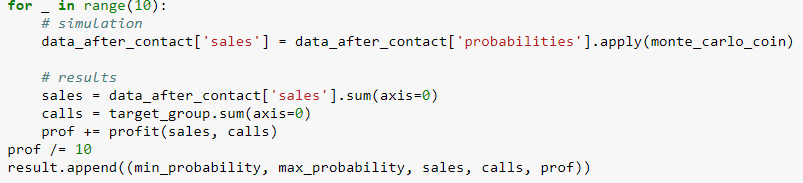 for _ in range(10):
# simulation
data_after_contact['sales'] = data_after_contact['probabilities'].apply(monte_carlo_coin)
# results
sales = data_after_contact['sales'].sum(axis=0)
calls = target_group.sum(axis=0)
prof += profit(sales, calls)
prof /= 10
result.append((min_probability, max_probability, sales, calls, prof))